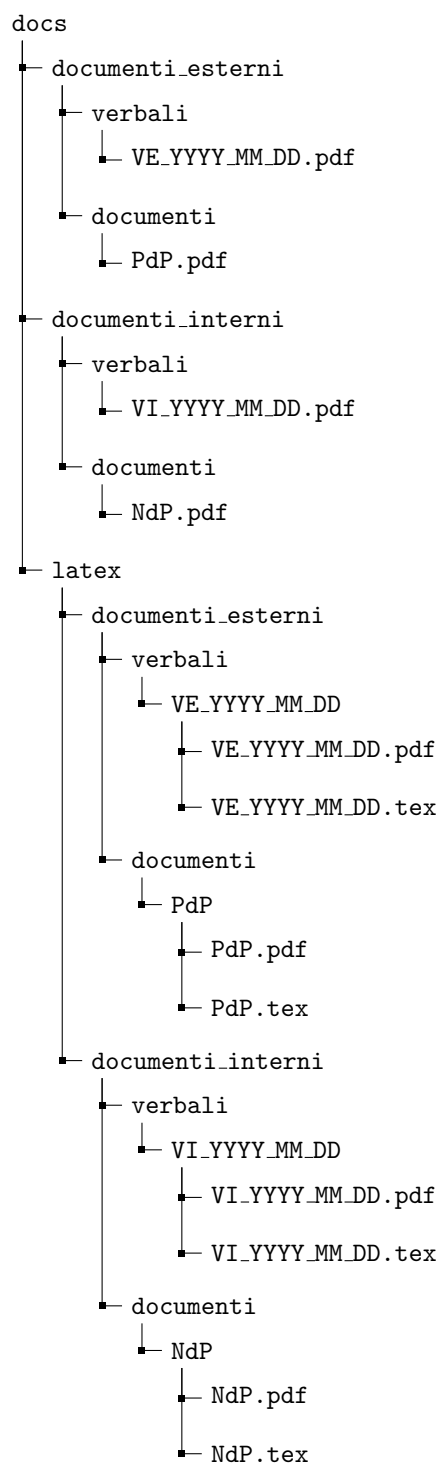 docs
documenti_esterni
verbali
VE_YYYY_MM_DD.pdf
documenti
PdP.pdf
documenti_interni
verbali
VI_YYYY_MM_DD.pdf
documenti
NdP.pdf
latex
documenti_esterni
verbali
VE_YYYY_MM_DD
VE_YYYY_MM_DD.pdf
VE_YYYY_MM_DD.tex
documenti
PdP
PdP.pdf
PdP.tex
documenti_interni
verbali
VI_YYYY_MM_DD
VI_YYYY_MM_DD.pdf
VI_YYYY_MM_DD.tex
documenti
NdP
NdP.pdf
NdP.tex